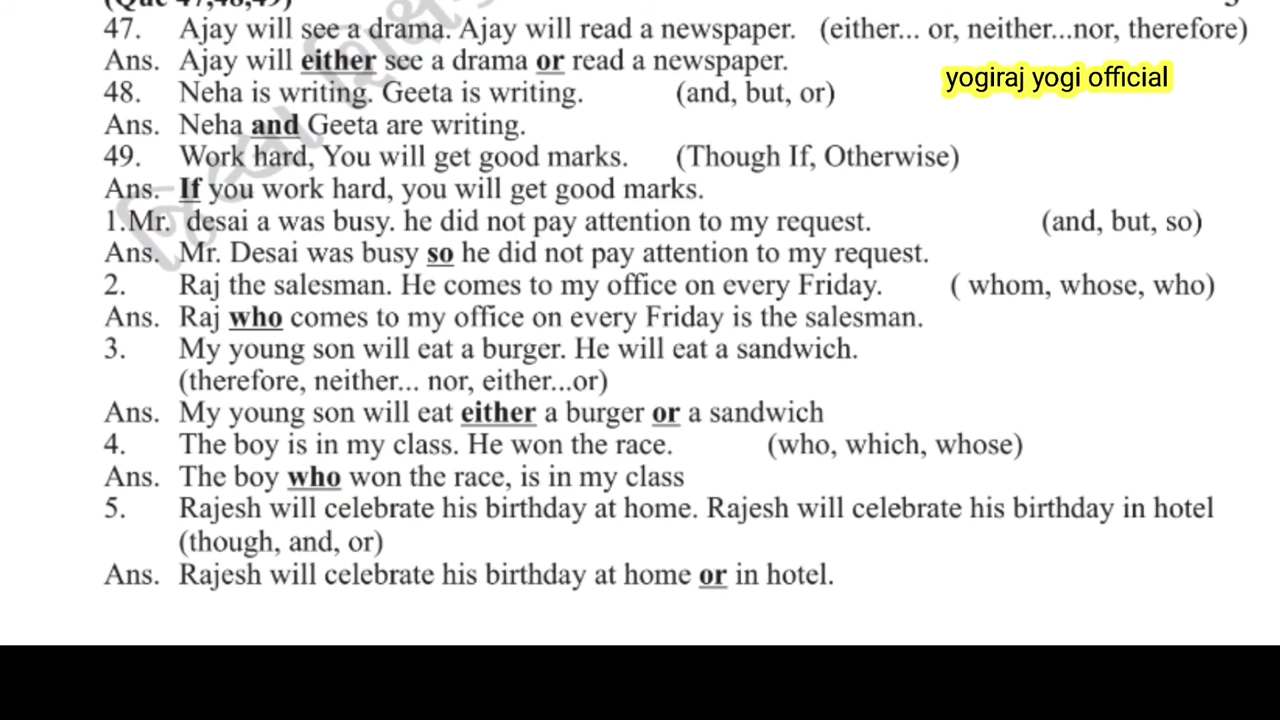 (Que 47,48,49)
47. Ajay will see a drama. Ajay will read a newspaper. (either... or, neither...nor, therefore)
Ans. Ajay will either see a drama or read a newspaper.
yogiraj yogi official
48. Neha is writing. Geeta is writing. (and, but, or)
Ans. Neha and Geeta are writing.
49. Work hard, You will get good marks. (Though If, Otherwise)
Ans. If you work hard, you will get good marks.
1.Mr. desai a was busy. he did not pay attention to my request. (and, but, so)
Ans. Mr. Desai was busy so he did not pay attention to my request.
2. Raj the salesman. He comes to my office on every Friday. ( whom, whose, who)
Ans. Raj who comes to my office on every Friday is the salesman.
3. My young son will eat a burger. He will eat a sandwich.
(therefore, neither... nor, either...or)
Ans. My young son will eat either a burger or a sandwich
4. The boy is in my class. He won the race. (who, which, whose)
Ans. The boy who won the race, is in my class
5. Rajesh will celebrate his birthday at home. Rajesh will celebrate his birthday in hotel
(though, and, or)
Ans. Rajesh will celebrate his birthday at home or in hotel.